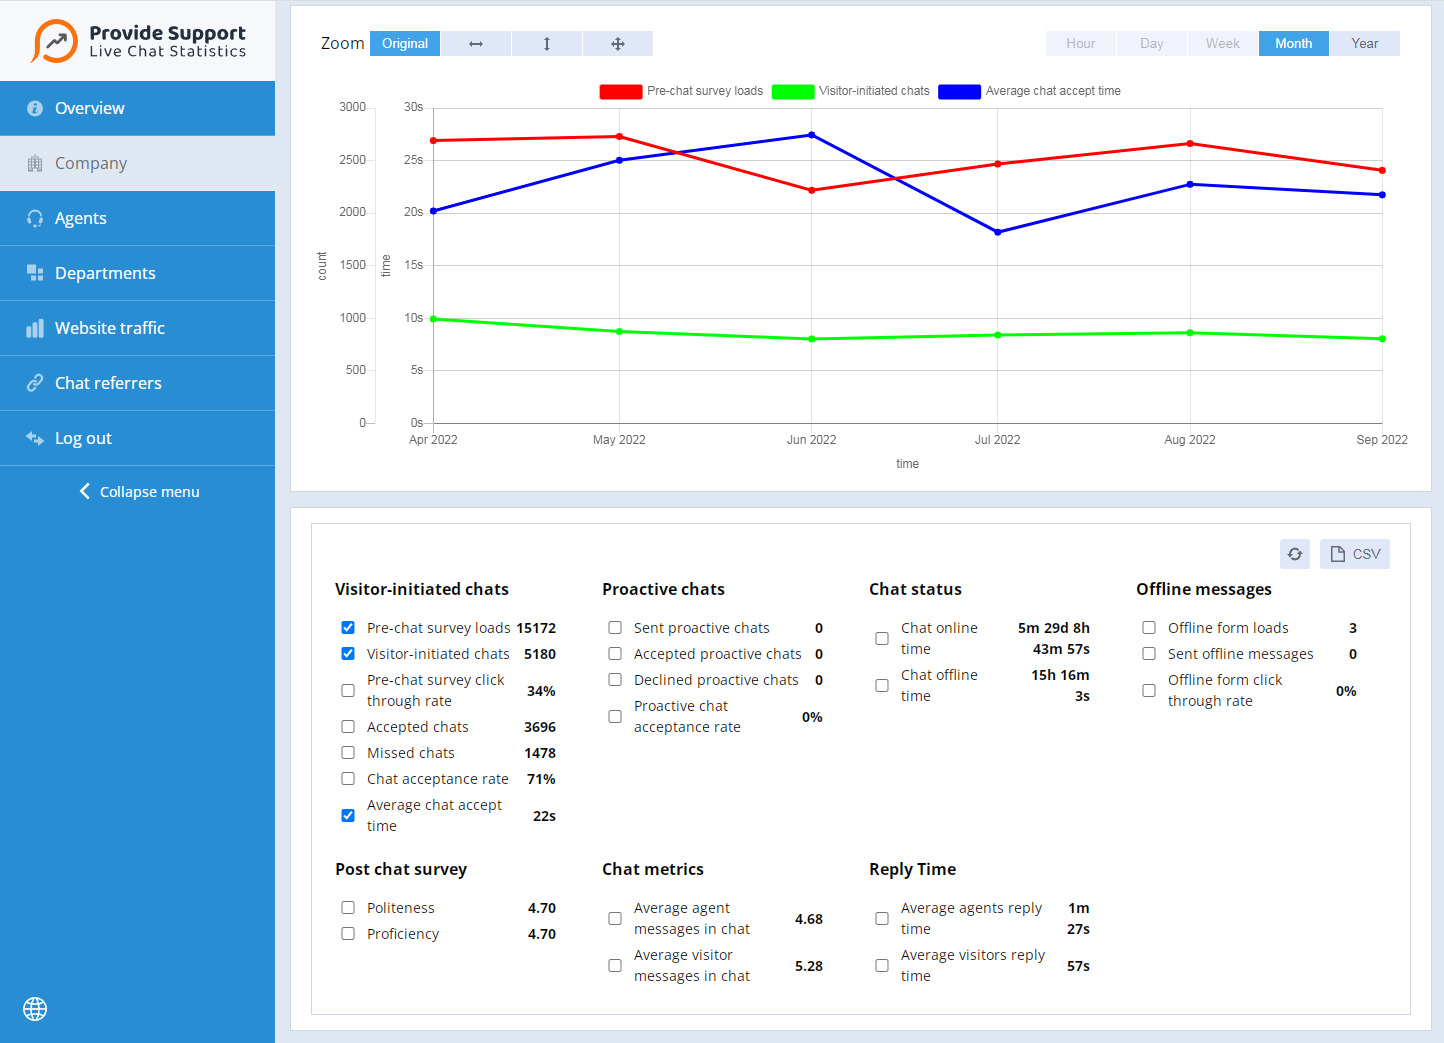 Provide Support
Live Chat Statistics
Overview
Company
Agents
Departments
Website traffic
Chat referrers
Log out
Collapse menu
Zoom Original Hour Day Week Month Year
Pre-chat survey loads Visitor-initiated chats Average chat accept time
3000 30s
2500 25s
2000 20s
1500 15s
1000 10s
500 5s
0 0s
count
time
Apr 2022 May 2022 Jun 2022 Jul 2022 Aug 2022 Sep 2022
time
CSV
Visitor-initiated chats
Pre-chat survey loads 15172
Visitor-initiated chats 5180
Pre-chat survey click
through rate 34%
Accepted chats 3696
Missed chats 1478
Chat acceptance rate 71%
Average chat accept
time 22s
Proactive chats
Sent proactive chats 0
Accepted proactive chats 0
Declined proactive chats 0
Proactive chat
acceptance rate 0%
Chat status
Chat online 5m 29d 8h
time 43m 57s
Chat offline 15h 16m
time 3s
Offline messages
Offline form loads 3
Sent offline messages 0
Offline form click
through rate 0%
Post chat survey
Politeness 4.70
Proficiency 4.70
Chat metrics
Average agent
messages in chat 4.68
Average visitor
messages in chat 5.28
Reply Time
Average agents reply 1m
time 27s
Average visitors reply
time 57s